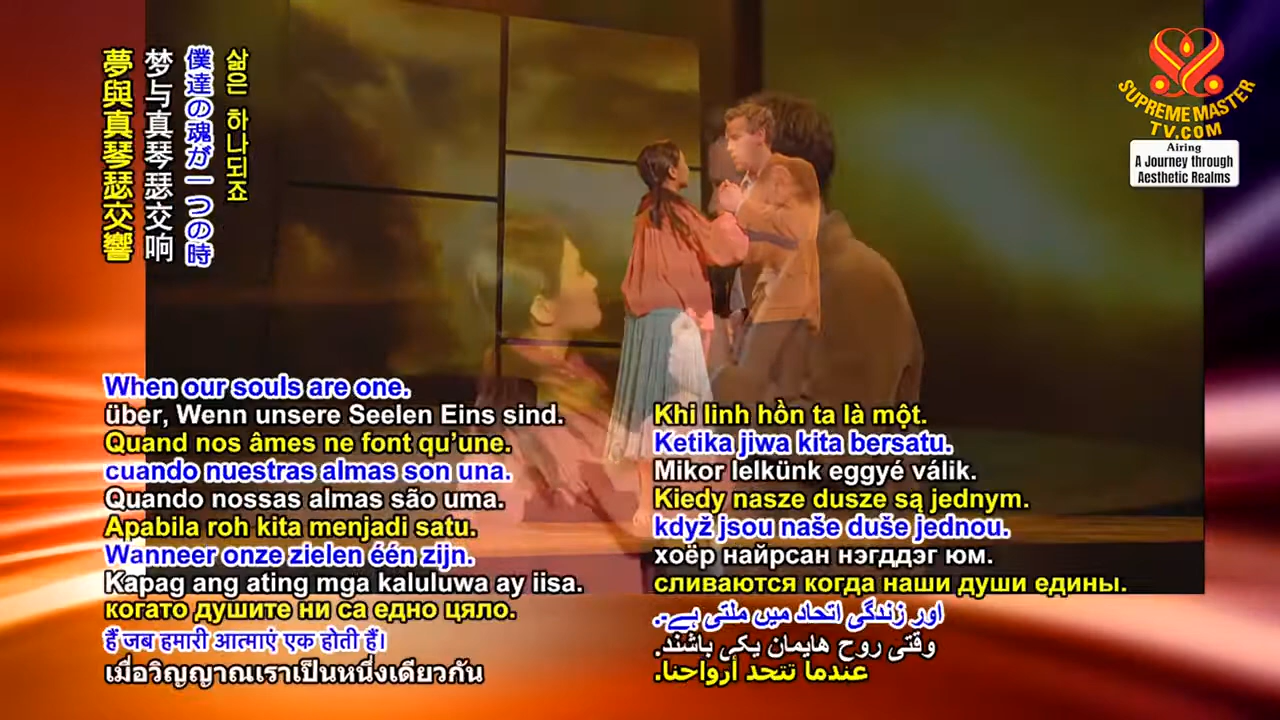 夢與真琴瑟交響
梦与真琴瑟交响
僕達の魂が一つの時
삶은 하나되죠
SUPREME MASTER
TV.COM
Airing
A Journey through
Aesthetic Realms
When our souls are one.
über, Wenn unsere Seelen Eins sind.
Quand nos âmes ne font qu’une.
cuando nuestras almas son una.
Quando nossas almas são uma.
Apabila roh kita menjadi satu.
Wanneer onze zielen één zijn.
Kapag ang ating mga kaluluwa ay iisa.
когато душите ни са едно цяло.
हैं जब हमारी आत्माएं एक होती हैं।
เมื่อวิญญาณเราเป็นหนึ่งเดียวกัน
Khi linh hồn ta là một.
Ketika jiwa kita bersatu.
Mikor lelkünk eggyé válik.
Kiedy nasze dusze są jednym.
když jsou naše duše jednou.
хоёр найрсан нэгддэг юм.
сливаются когда наши души едины.
اور زندگی اتحاد میں ملتی ہے-.
وقتی روح هایمان یکی باشند.
عندما تتحد أرواحنا.